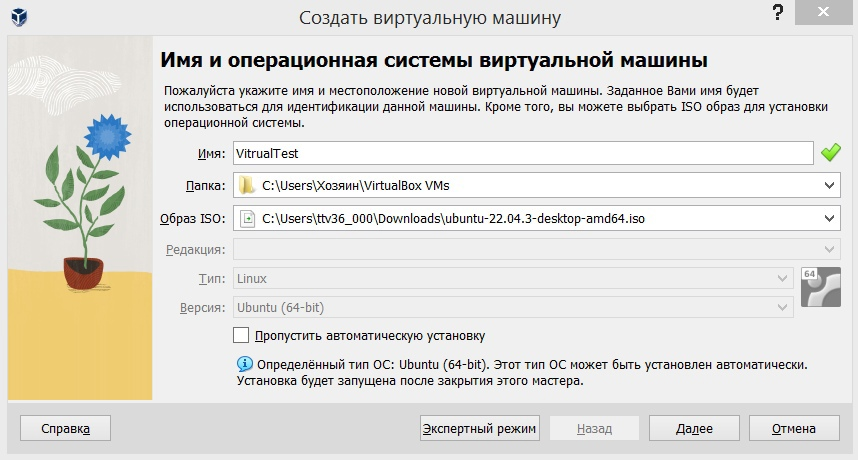 Создать виртуальную машину
?
Имя и операционная системы виртуальной машины
Пожалуйста укажите имя и местоположение новой виртуальной машины. Заданное Вами имя будет
использоваться для идентификации данной машины. Кроме того, вы можете выбрать ISO образ для установки
операционной системы.
Имя: VitrualTest
Папка: C:\Users\Хозяин\VirtualBox VMs
Образ ISO: C:\Users\ttv36_000\Downloads\ubuntu-22.04.3-desktop-amd64.iso
Редакция:
Тип: Linux
64
Версия: Ubuntu (64-bit)
Пропустить автоматическую установку
Определённый тип ОС: Ubuntu (64-bit). Этот тип ОС может быть установлен автоматически.
Установка будет запущена после закрытия этого мастера.
Справка Экспертный режим Назад Далее Отмена